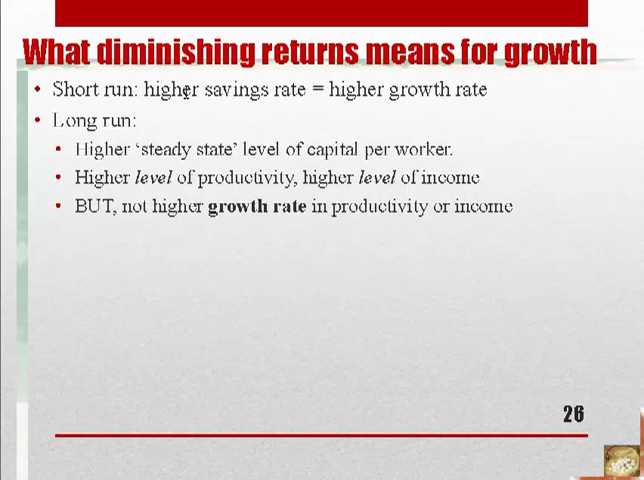 What diminishing returns means for growth
• Short run: higher savings rate = higher growth rate
• Long run:
• Higher ‘steady state’ level of capital per worker.
• Higher level of productivity, higher level of income
• BUT, not higher growth rate in productivity or income
26